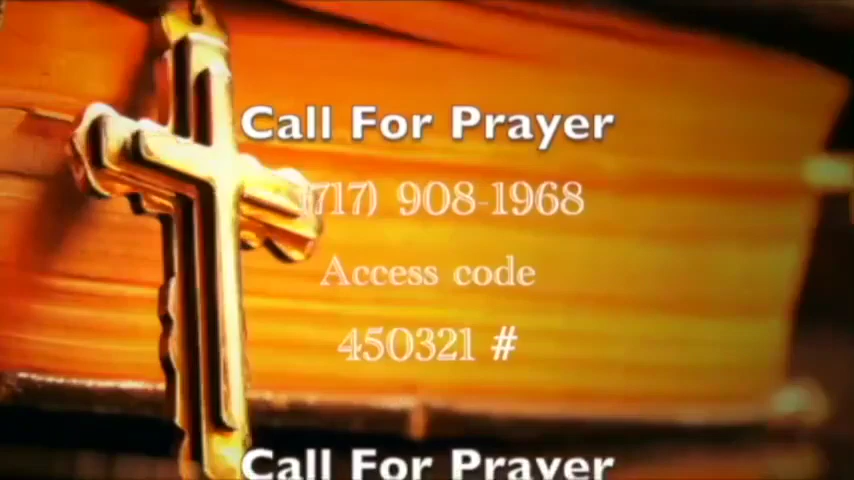 Call For Prayer
(717) 908-1968
Access code
450321 #
Call For Prayer